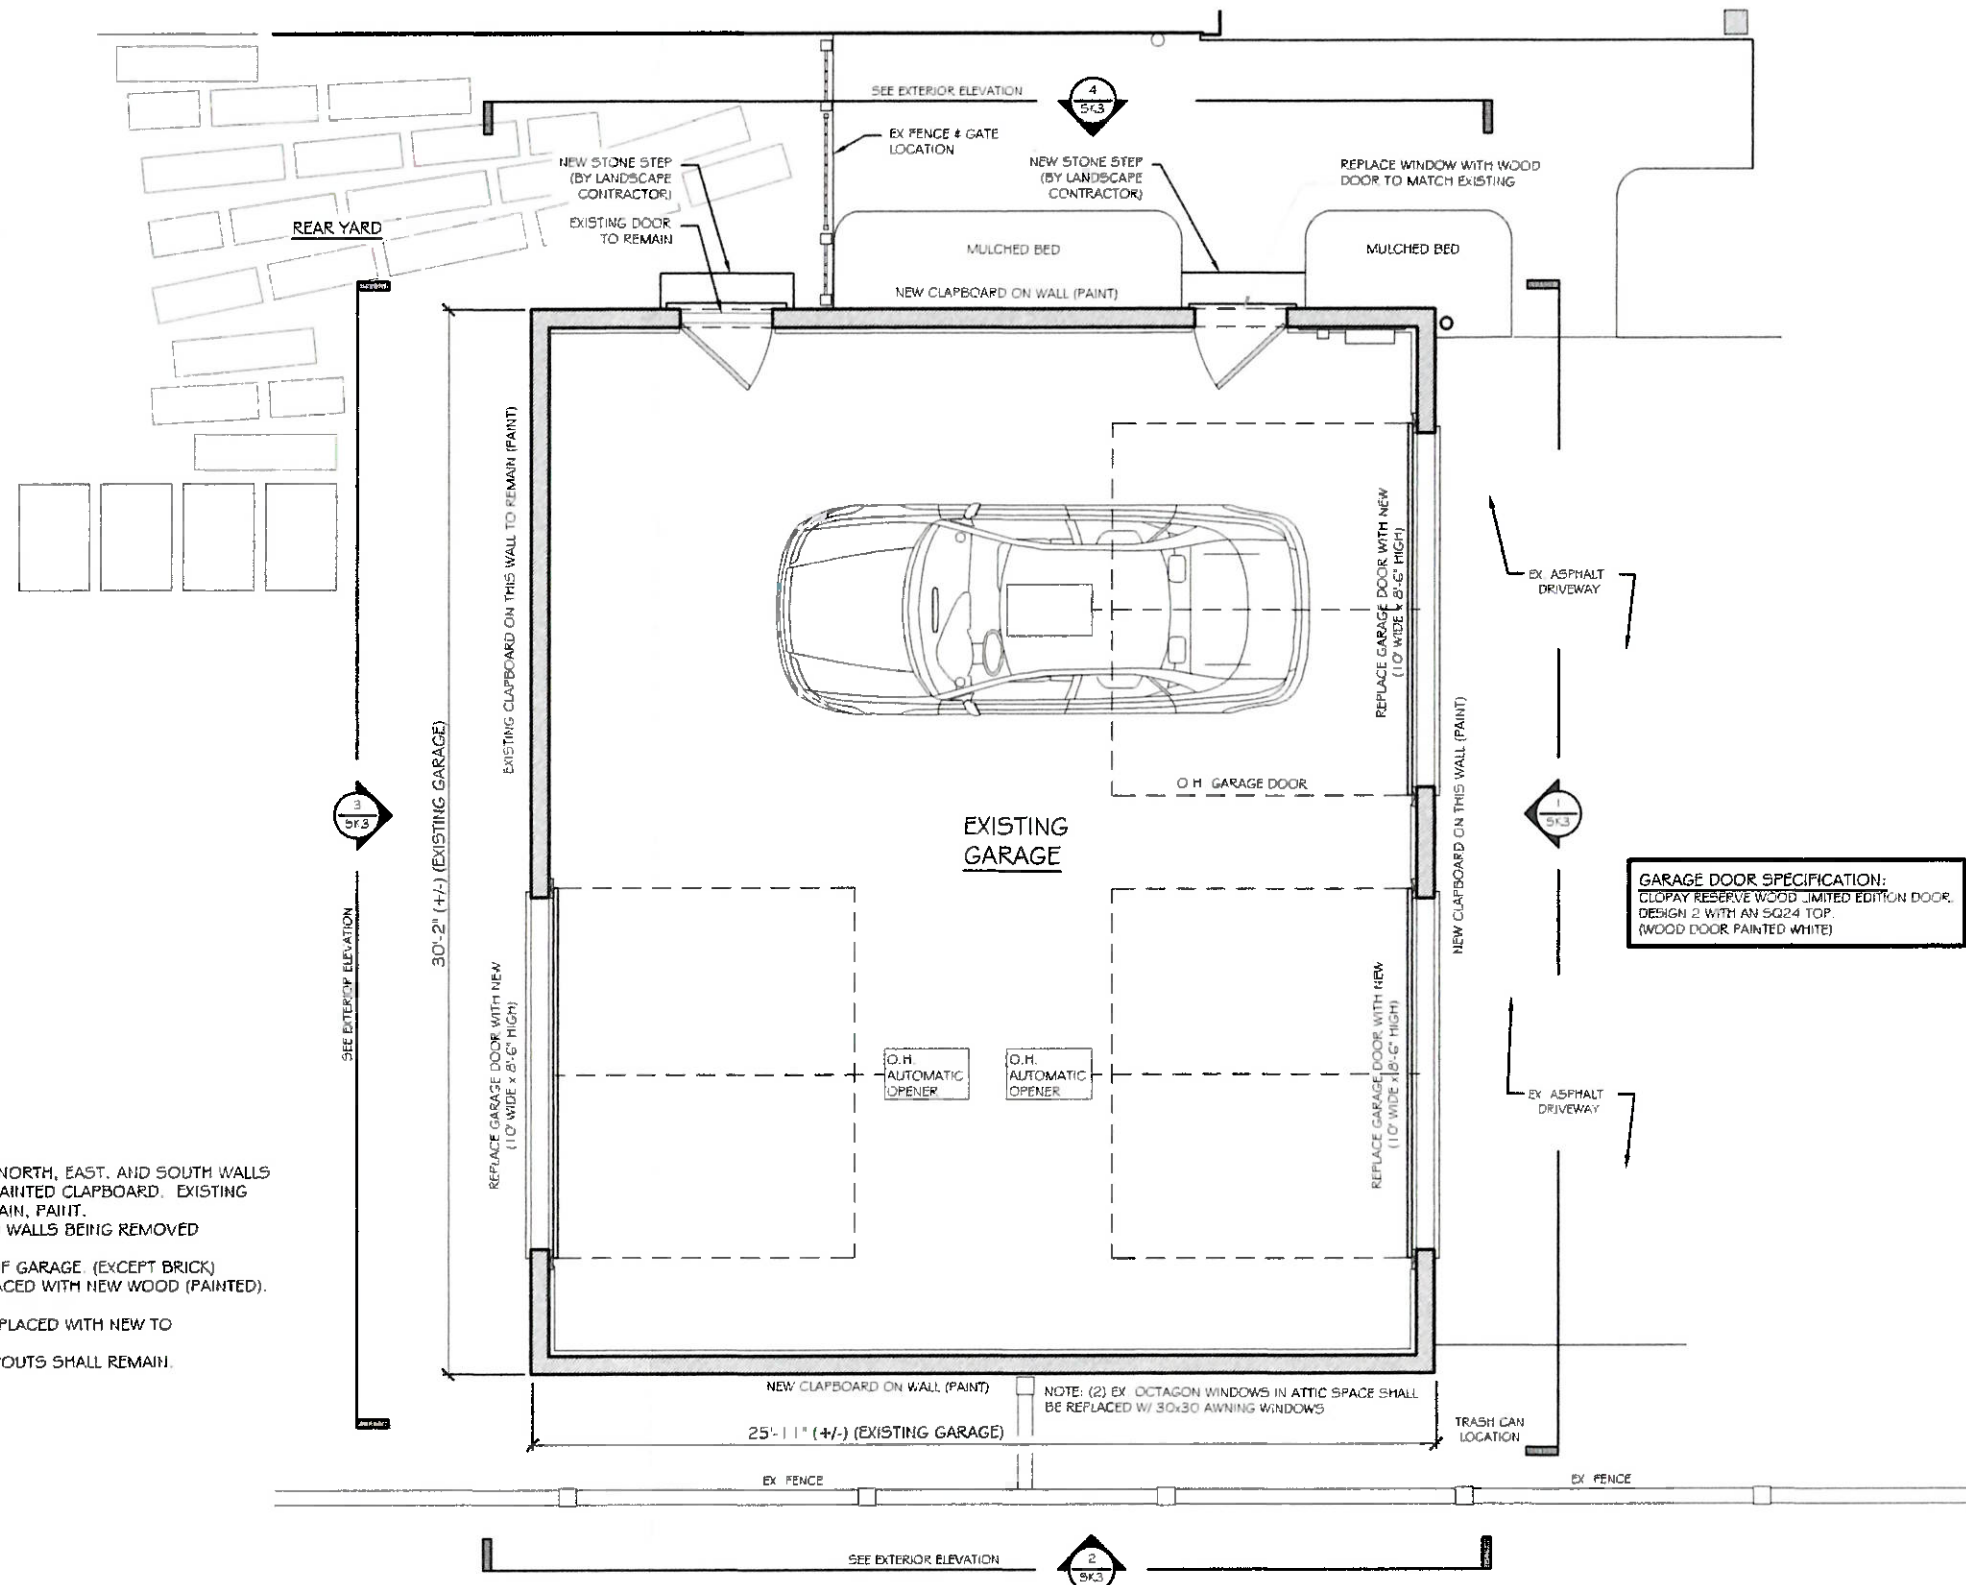 SEE EXTERIOR ELEVATION
4
SK3
EX FENCE & GATE
LOCATION
NEW STONE STEP
(BY LANDSCAPE
CONTRACTOR)
EXISTING DOOR
TO REMAIN
NEW STONE STEP
(BY LANDSCAPE
CONTRACTOR)
REPLACE WINDOW WITH WOOD
DOOR TO MATCH EXISTING
REAR YARD
MULCHED BED
MULCHED BED
NEW CLAPBOARD ON WALL (PAINT)
EXISTING CLAPBOARD ON THIS WALL TO REMAIN (PAINT)
30'-2" (+/-) (EXISTING GARAGE)
REPLACE GARAGE DOOR WITH NEW
(10' WIDE x 8'-6" HIGH)
EX ASPHALT
DRIVEWAY
O H GARAGE DOOR
NEW CLAPBOARD ON THIS WALL (PAINT)
3
SK3
EXISTING
GARAGE
1
SK3
GARAGE DOOR SPECIFICATION:
CLOPAY RESERVE WOOD LIMITED EDITION DOOR.
DESIGN 2 WITH AN SQ24 TOP.
(WOOD DOOR PAINTED WHITE)
SEE EXTERIOR ELEVATION
REPLACE GARAGE DOOR WITH NEW
(10' WIDE x 8'-6" HIGH)
O.H.
AUTOMATIC
OPENER
O.H.
AUTOMATIC
OPENER
REPLACE GARAGE DOOR WITH NEW
(10' WIDE x 8'-6" HIGH)
EX ASPHALT
DRIVEWAY
NORTH, EAST. AND SOUTH WALLS
AINTED CLAPBOARD. EXISTING
AIN, PAINT.
WALLS BEING REMOVED
F GARAGE. (EXCEPT BRICK)
ACED WITH NEW WOOD (PAINTED).
PLACED WITH NEW TO
OUTS SHALL REMAIN.
NEW CLAPBOARD ON WALL (PAINT)
NOTE: (2) EX. OCTAGON WINDOWS IN ATTIC SPACE SHALL
BE REPLACED W/ 30x30 AWNING WINDOWS
25'-11" (+/-) (EXISTING GARAGE)
TRASH CAN
LOCATION
EX FENCE
EX FENCE
SEE EXTERIOR ELEVATION
2
SK3